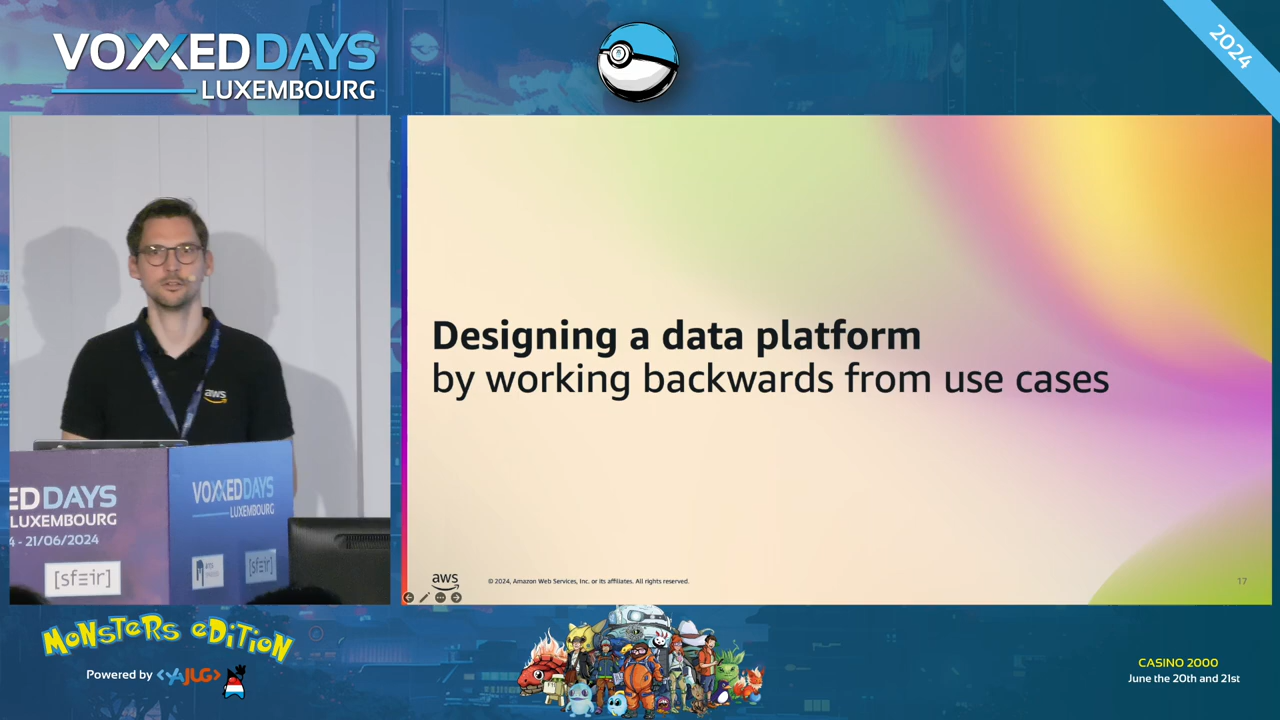 VOXXEDDAYS
LUXEMBOURG
2024
aws
EDDAYS
LUXEMBOURG
4 - 21/06/2024
[sfeir]
VOXXEDDAYS
LUXEMBOURG
[sfeir]
Designing a data platform
by working backwards from use cases
aws
© 2024, Amazon Web Services, Inc. or its affiliates. All rights reserved.
17
MONSTERS EDITION
Powered by <YAJUG>
CASINO 2000
June the 20th and 21st